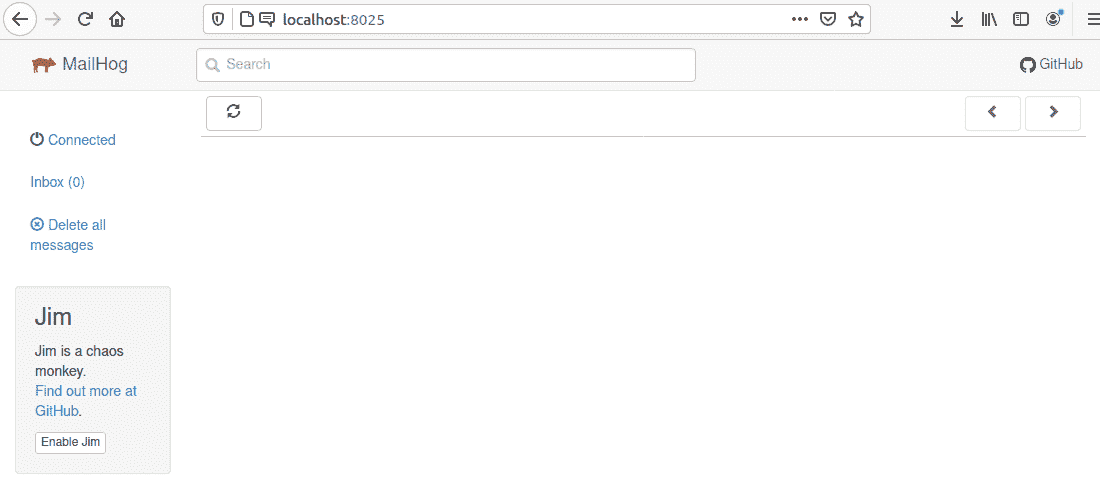 localhost:8025
MailHog
Search
GitHub
Connected
Inbox (0)
Delete all
messages
Jim
Jim is a chaos
monkey.
Find out more at
GitHub.
Enable Jim